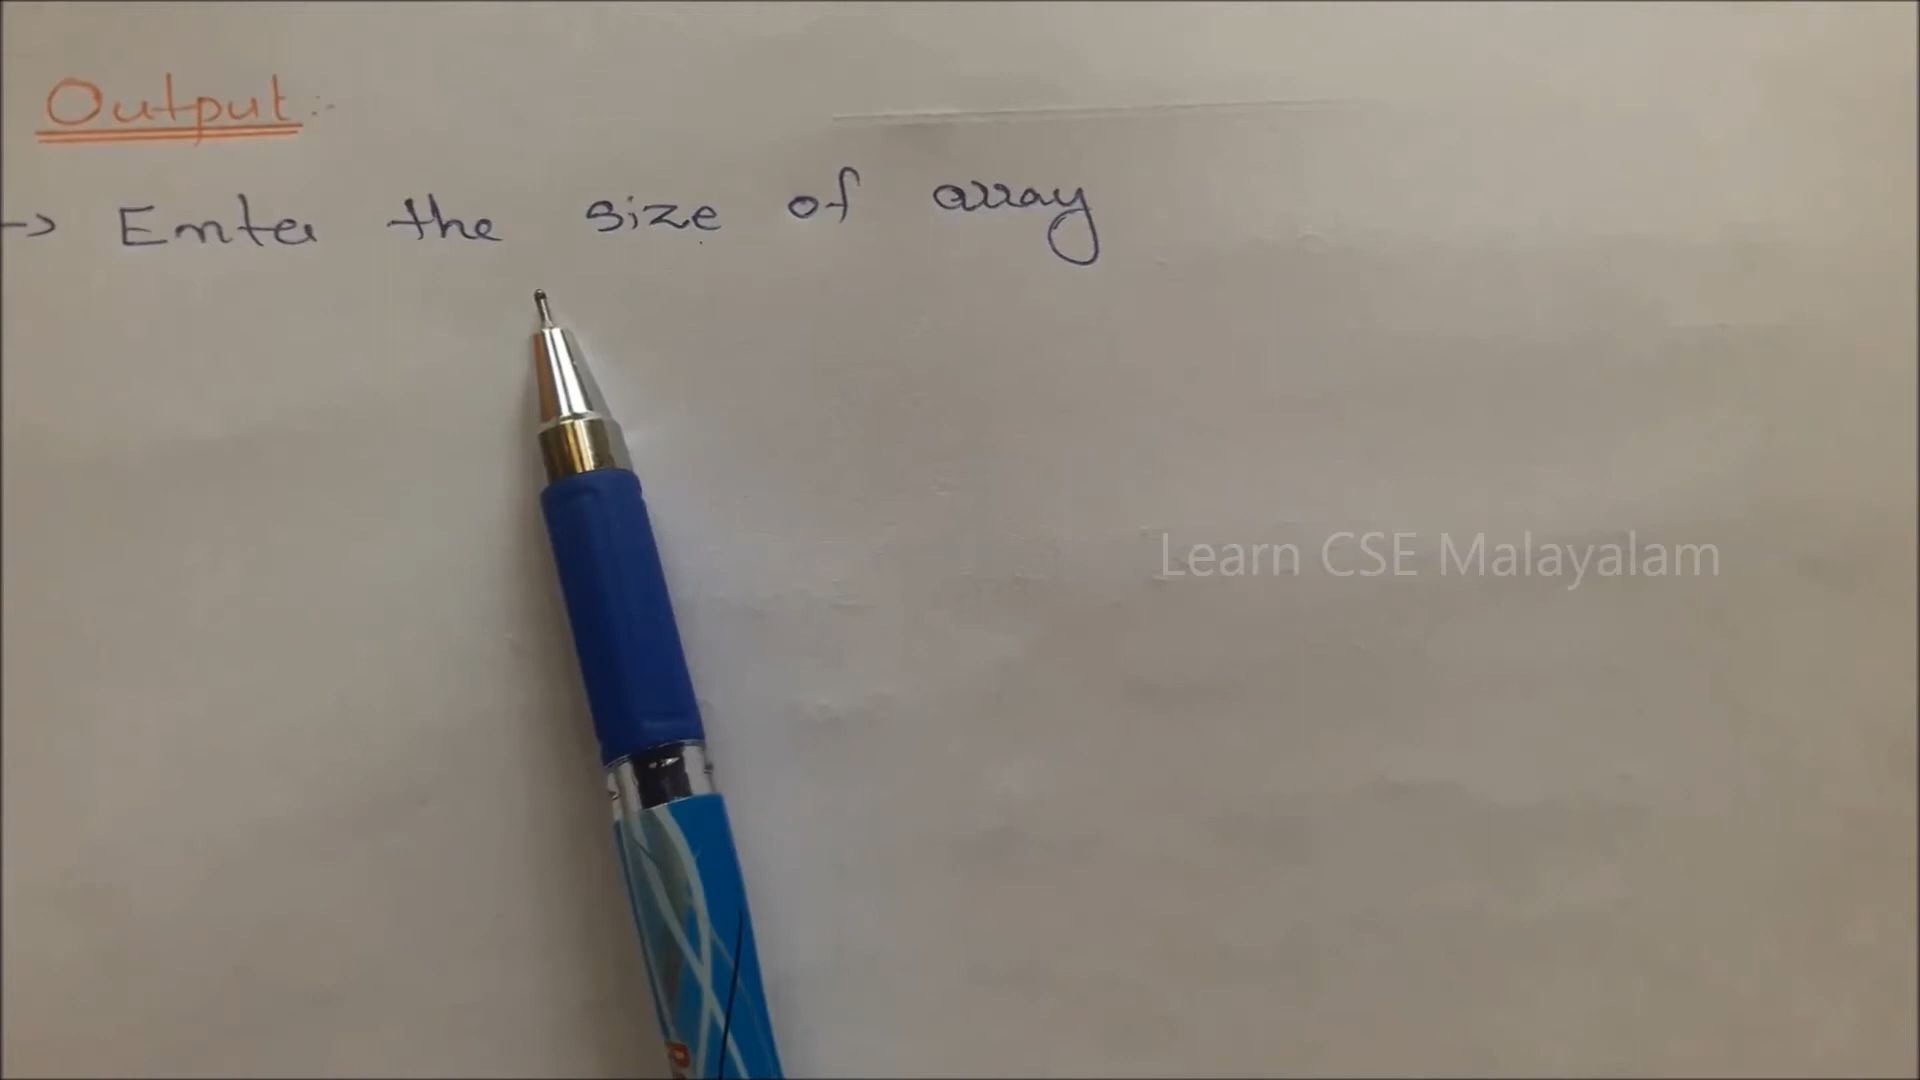 Output:-
-> Enter the size of array
Learn CSE Malayalam